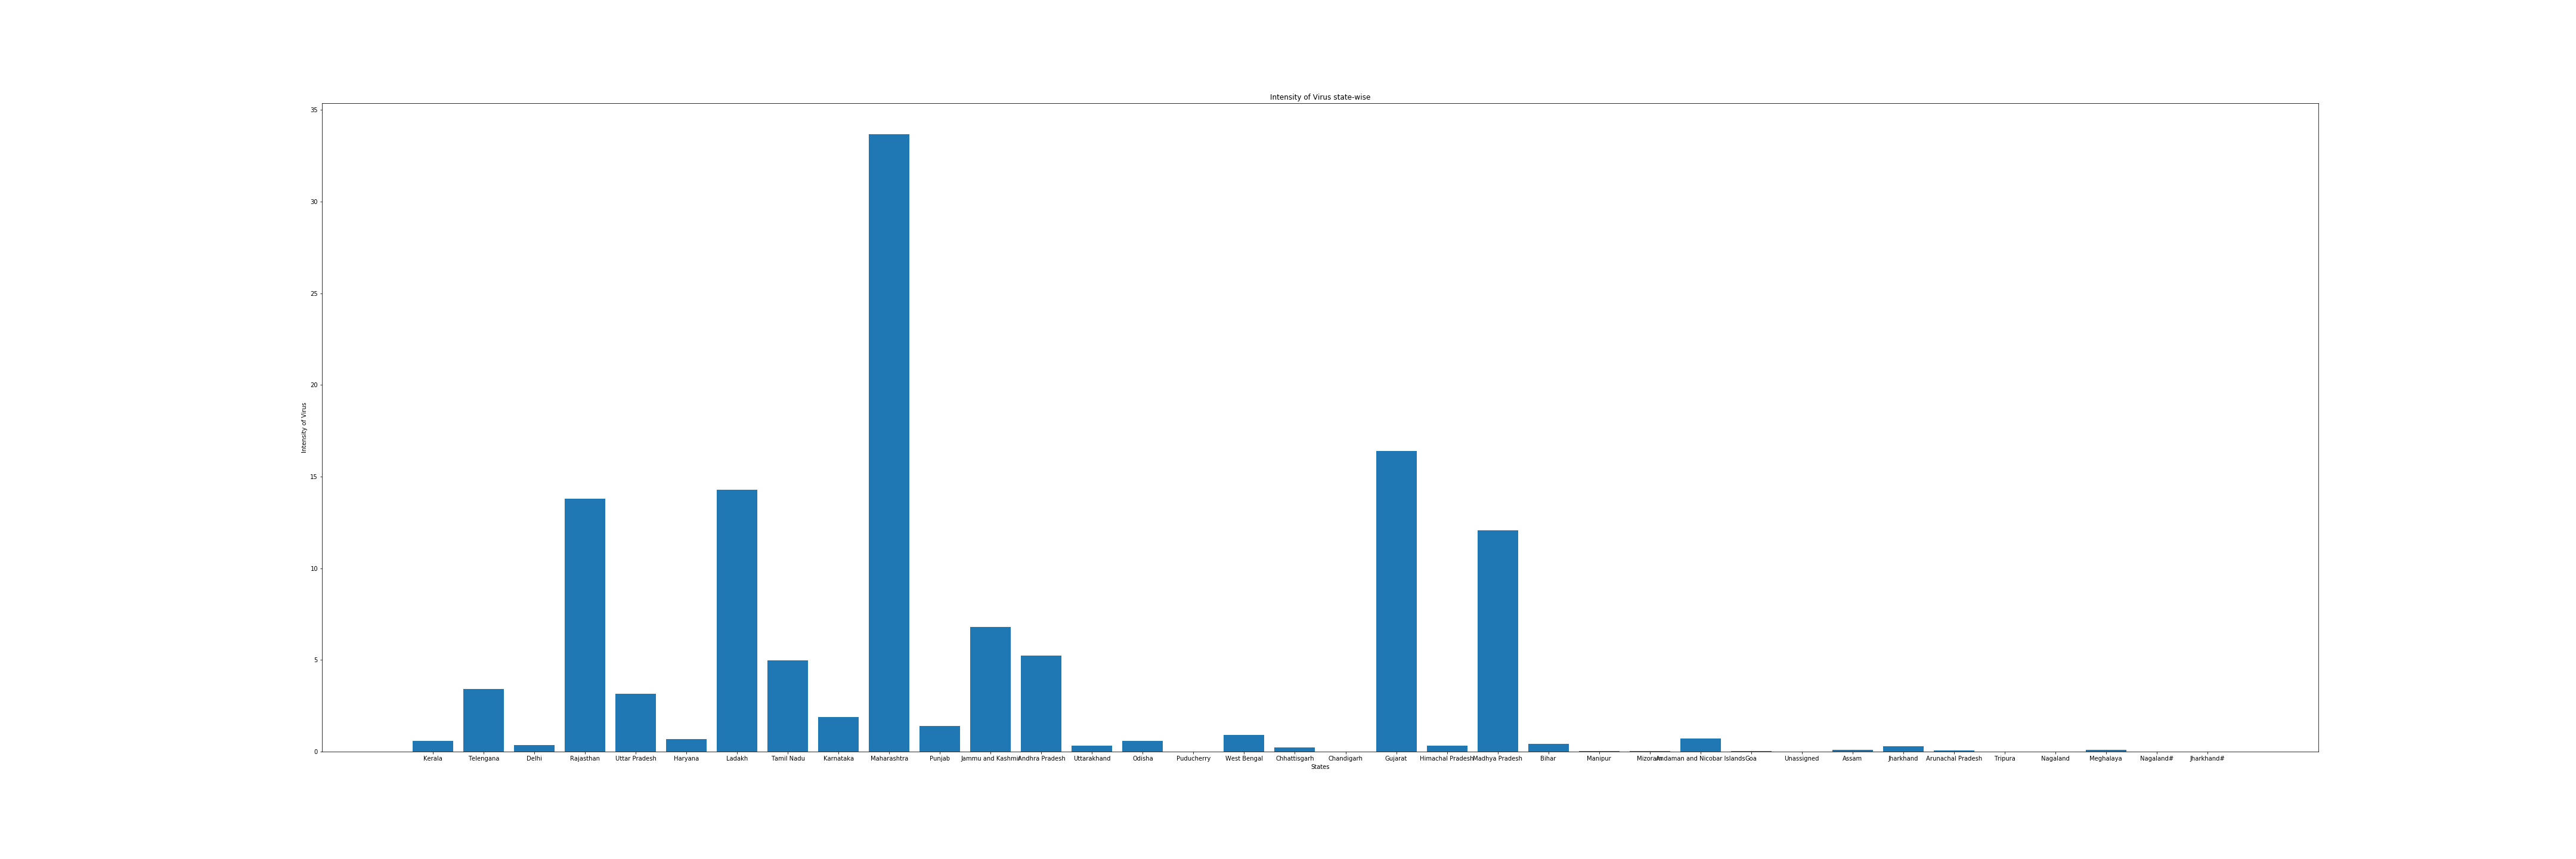 Intensity of Virus state-wise
35
30
25
20
15
10
5
0
Intensity of Virus
Kerala Telengana Delhi Rajasthan Uttar Pradesh Haryana Ladakh Tamil Nadu Karnataka Maharashtra Punjab Jammu and Kashmir Andhra Pradesh Uttarakhand Odisha Puducherry West Bengal Chhattisgarh Chandigarh Gujarat Himachal Pradesh Madhya Pradesh Bihar Manipur Mizoram Andaman and Nicobar Islands Goa Unassigned Assam Jharkhand Arunachal Pradesh Tripura Nagaland Meghalaya Nagaland# Jharkhand#
States